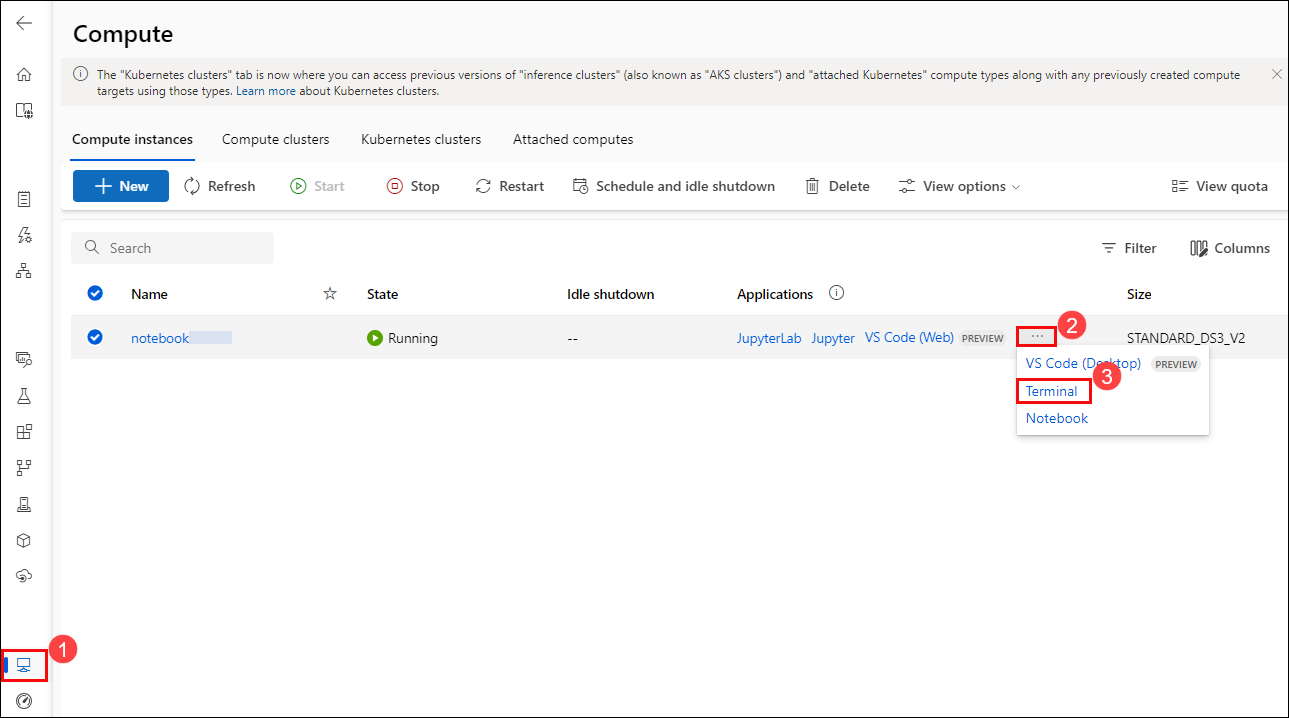 Compute
The "Kubernetes clusters" tab is now where you can access previous versions of "inference clusters" (also known as "AKS clusters") and "attached Kubernetes" compute types along with any previously created compute
targets using those types. Learn more about Kubernetes clusters.
Compute instances Compute clusters Kubernetes clusters Attached computes
New Refresh Start Stop Restart Schedule and idle shutdown Delete View options View quota
Search Filter Columns
Name State Idle shutdown Applications Size
2
notebook Running -- JupyterLab Jupyter VS Code (Web) PREVIEW ... STANDARD_DS3_V2
VS Code (Desktop) PREVIEW
3
Terminal
Notebook
1